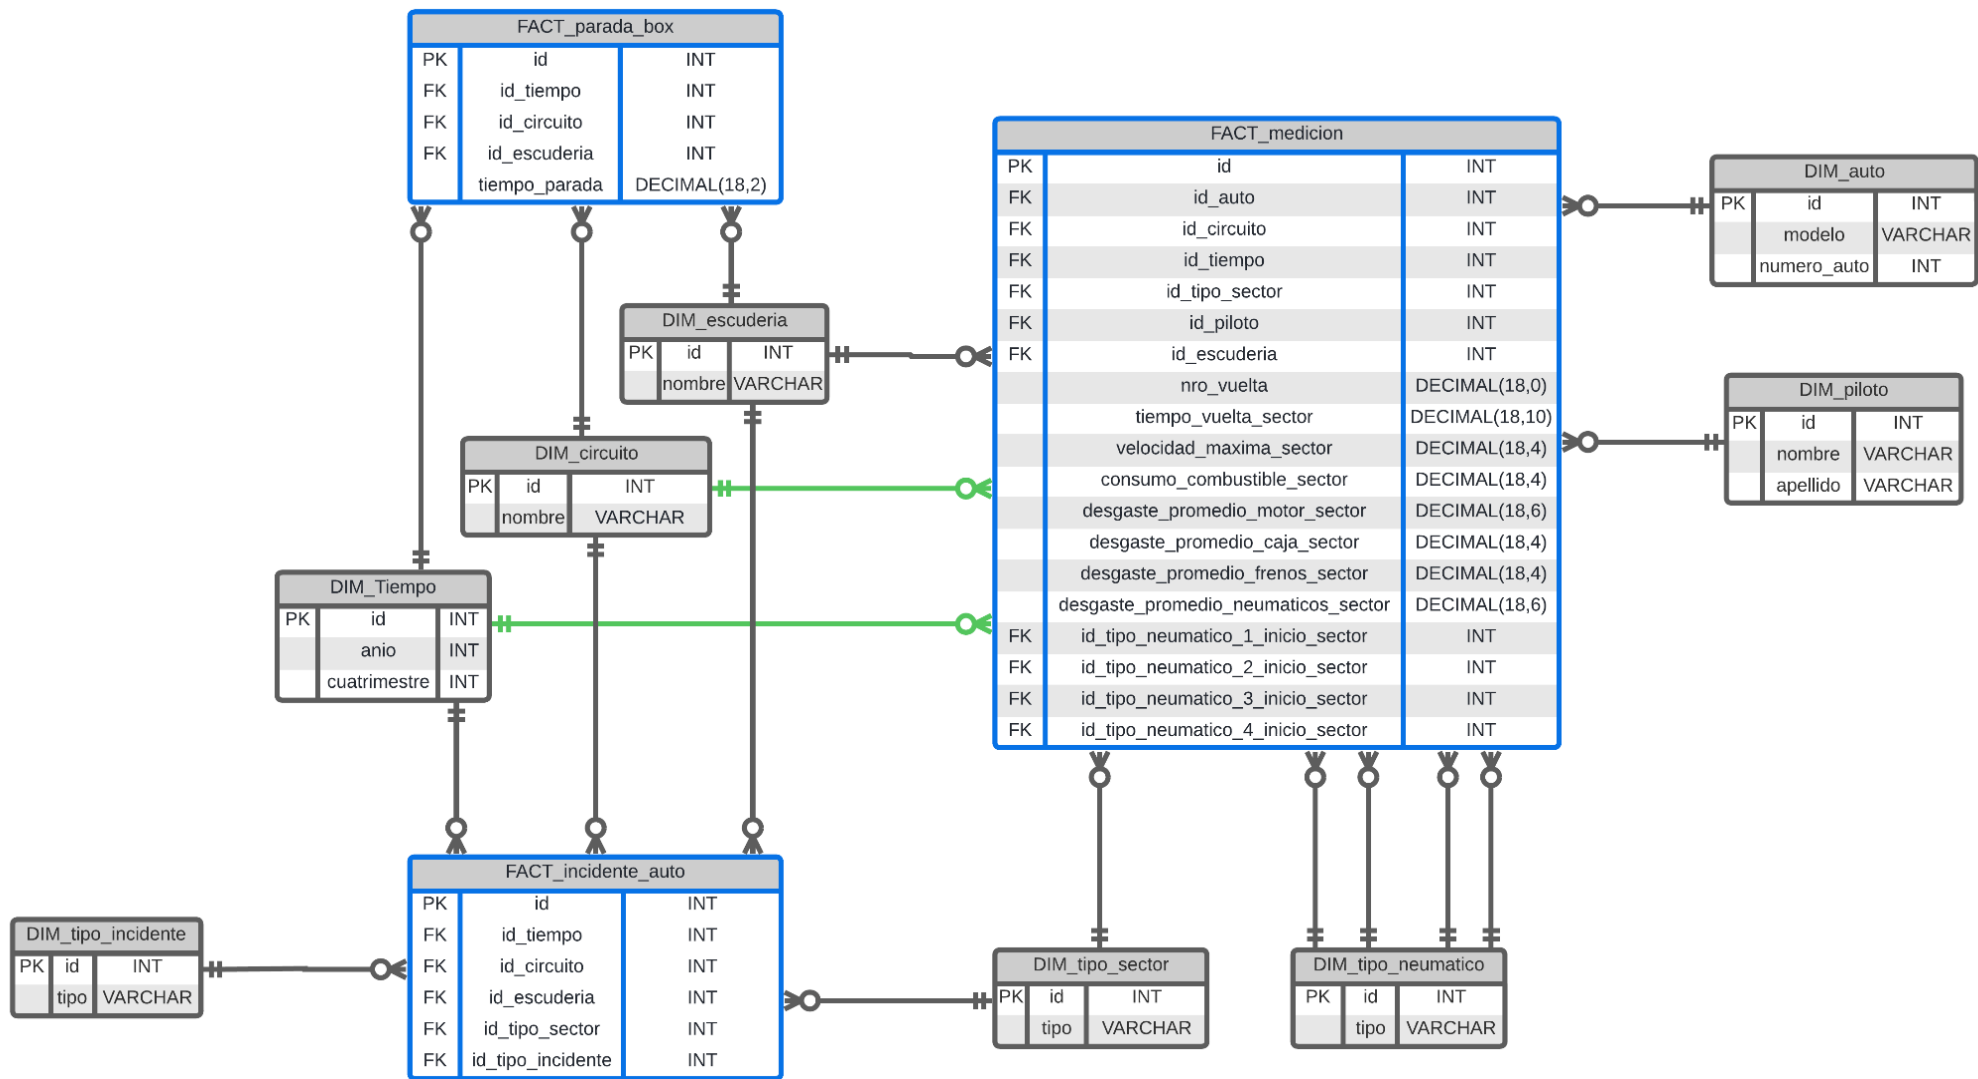 FACT_parada_box
PK id INT
FK id_tiempo INT
FK id_circuito INT
FK id_escuderia INT
tiempo_parada DECIMAL(18,2)
FACT_medicion
PK id INT
FK id_auto INT
FK id_circuito INT
FK id_tiempo INT
FK id_tipo_sector INT
FK id_piloto INT
FK id_escuderia INT
nro_vuelta DECIMAL(18,0)
tiempo_vuelta_sector DECIMAL(18,10)
velocidad_maxima_sector DECIMAL(18,4)
consumo_combustible_sector DECIMAL(18,4)
desgaste_promedio_motor_sector DECIMAL(18,6)
desgaste_promedio_caja_sector DECIMAL(18,4)
desgaste_promedio_frenos_sector DECIMAL(18,4)
desgaste_promedio_neumaticos_sector DECIMAL(18,6)
FK id_tipo_neumatico_1_inicio_sector INT
FK id_tipo_neumatico_2_inicio_sector INT
FK id_tipo_neumatico_3_inicio_sector INT
FK id_tipo_neumatico_4_inicio_sector INT
DIM_auto
PK id INT
modelo VARCHAR
numero_auto INT
DIM_escuderia
PK id INT
nombre VARCHAR
DIM_piloto
PK id INT
nombre VARCHAR
apellido VARCHAR
DIM_circuito
PK id INT
nombre VARCHAR
DIM_Tiempo
PK id INT
anio INT
cuatrimestre INT
FACT_incidente_auto
PK id INT
FK id_tiempo INT
FK id_circuito INT
FK id_escuderia INT
FK id_tipo_sector INT
FK id_tipo_incidente INT
DIM_tipo_incidente
PK id INT
tipo VARCHAR
DIM_tipo_sector
PK id INT
tipo VARCHAR
DIM_tipo_neumatico
PK id INT
tipo VARCHAR